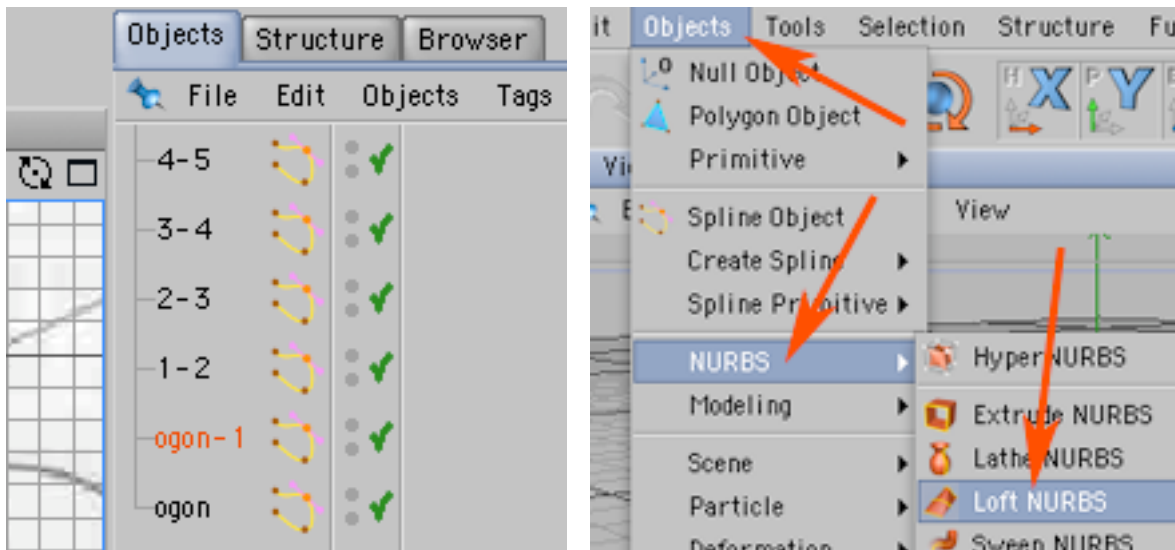 Objects Structure Browser
File Edit Objects Tags
4-5
3-4
2-3
1-2
ogon-1
ogon
it Objects Tools Selection Structure Fu
Null Object
Polygon Object
Primitive
Spline Object
Create Spline
Spline Primitive
NURBS
Modeling
Scene
Particle
Deformation
H X P Y
View
Hyper NURBS
Extrude NURBS
Lathe NURBS
Loft NURBS
Sweep NURBS